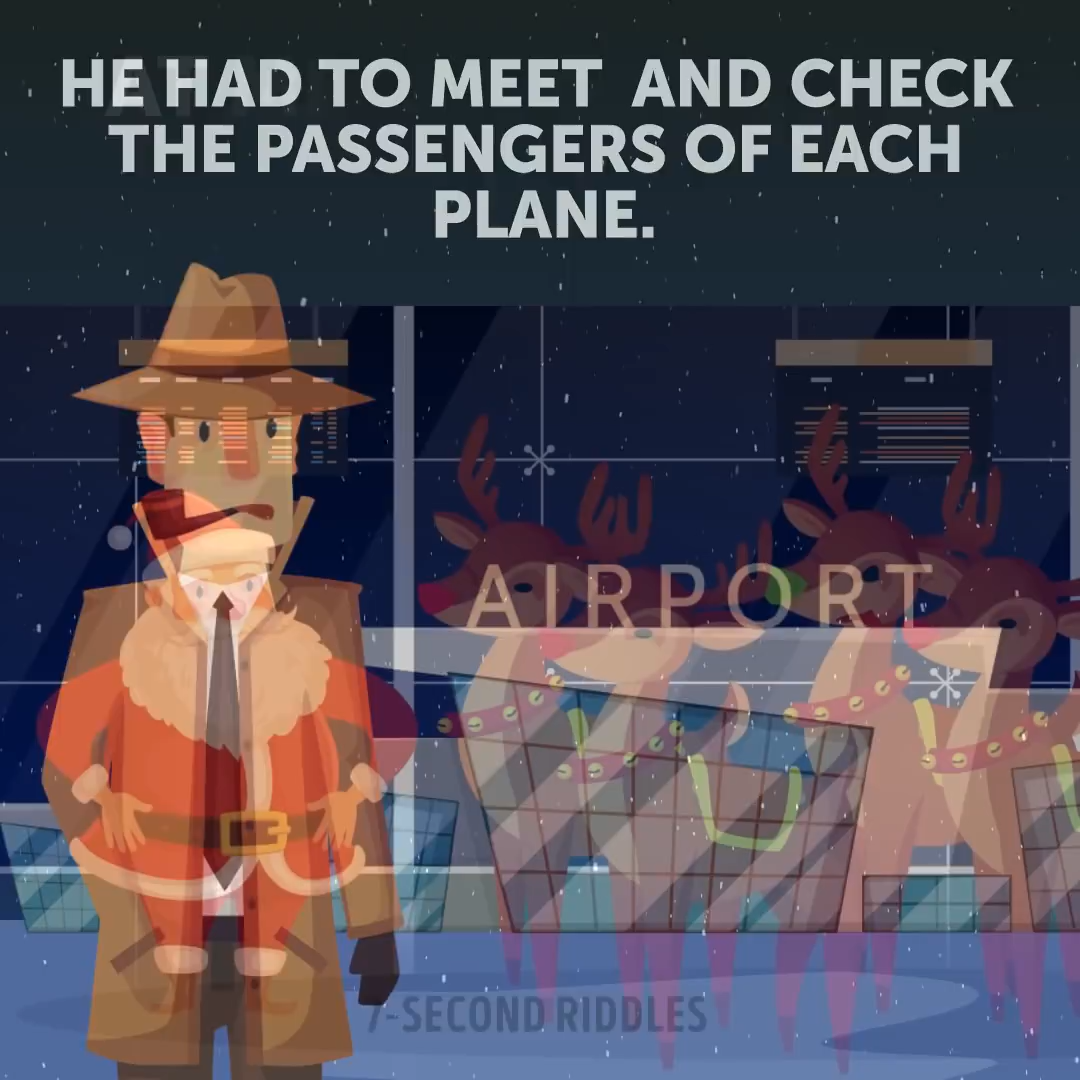 HE HAD TO MEET  AND CHECK
THE PASSENGERS OF EACH
PLANE.
AIRPORT
7-SECOND RIDDLES